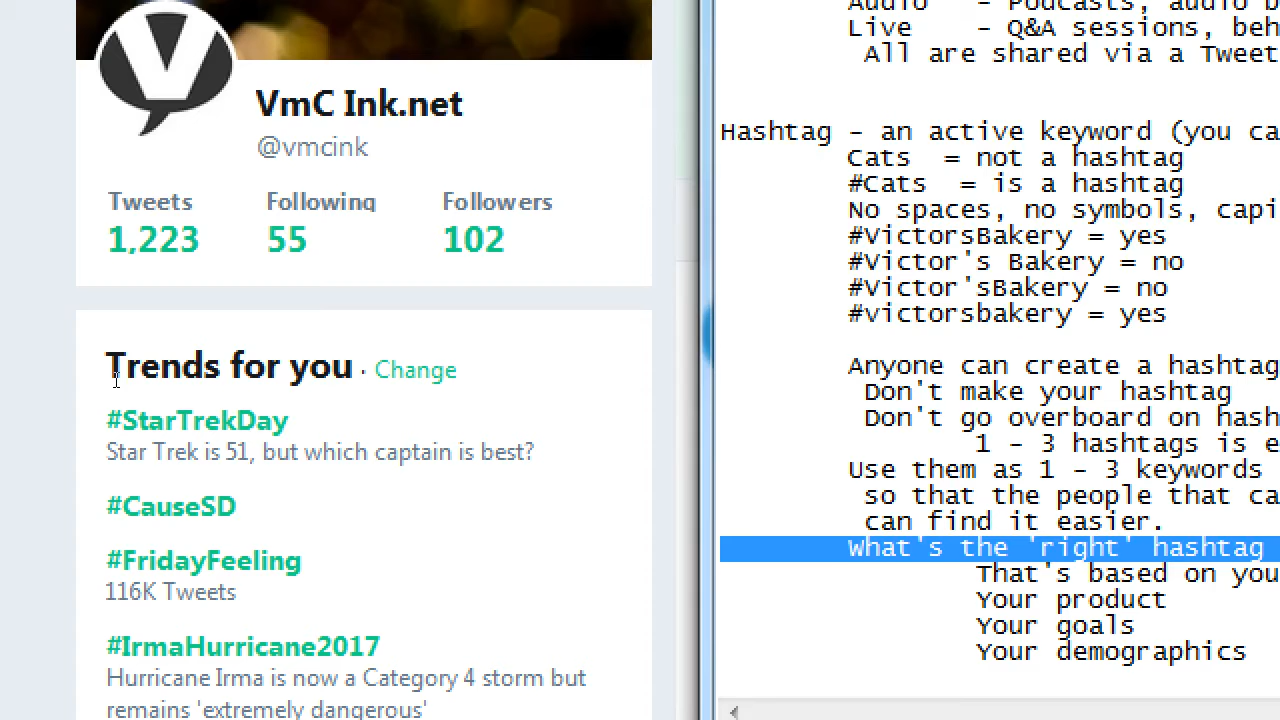 V
VmC Ink.net
@vmcink
Tweets Following Followers
1,223 55 102
Trends for you · Change
#StarTrekDay
Star Trek is 51, but which captain is best?
#CauseSD
#FridayFeeling
116K Tweets
#IrmaHurricane2017
Hurricane Irma is now a Category 4 storm but
remains 'extremely dangerous'
Audio - Podcasts, audio b
Live - Q&A sessions, beh
All are shared via a Tweet
Hashtag - an active keyword (you ca
Cats = not a hashtag
#Cats = is a hashtag
No spaces, no symbols, capi
#VictorsBakery = yes
#Victor's Bakery = no
#Victor'sBakery = no
#victorsbakery = yes
Anyone can create a hashtag
Don't make your hashtag
Don't go overboard on hash
1 - 3 hashtags is e
Use them as 1 - 3 keywords
so that the people that ca
can find it easier.
What's the 'right' hashtag
That's based on you
Your product
Your goals
Your demographics